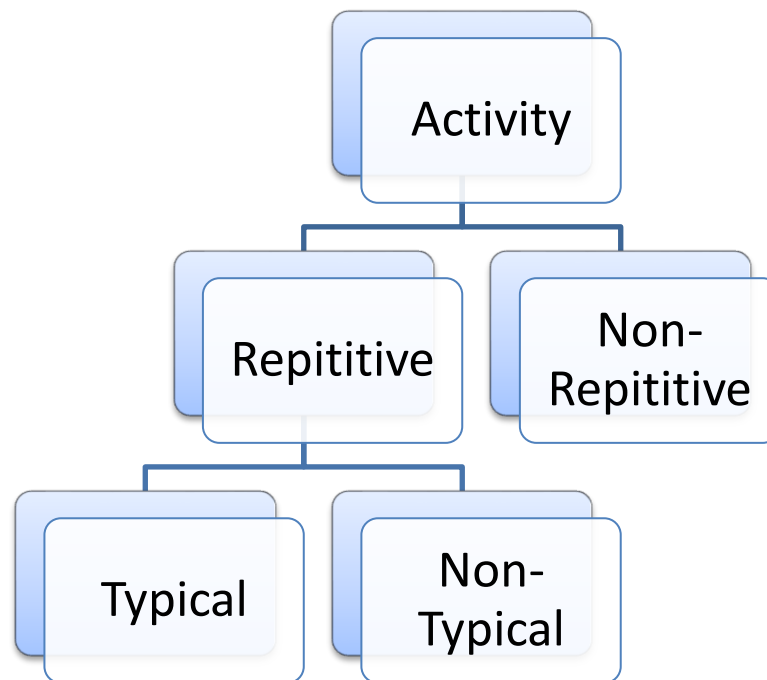 Activity
Repititive
Non-
Repititive
Typical
Non-
Typical